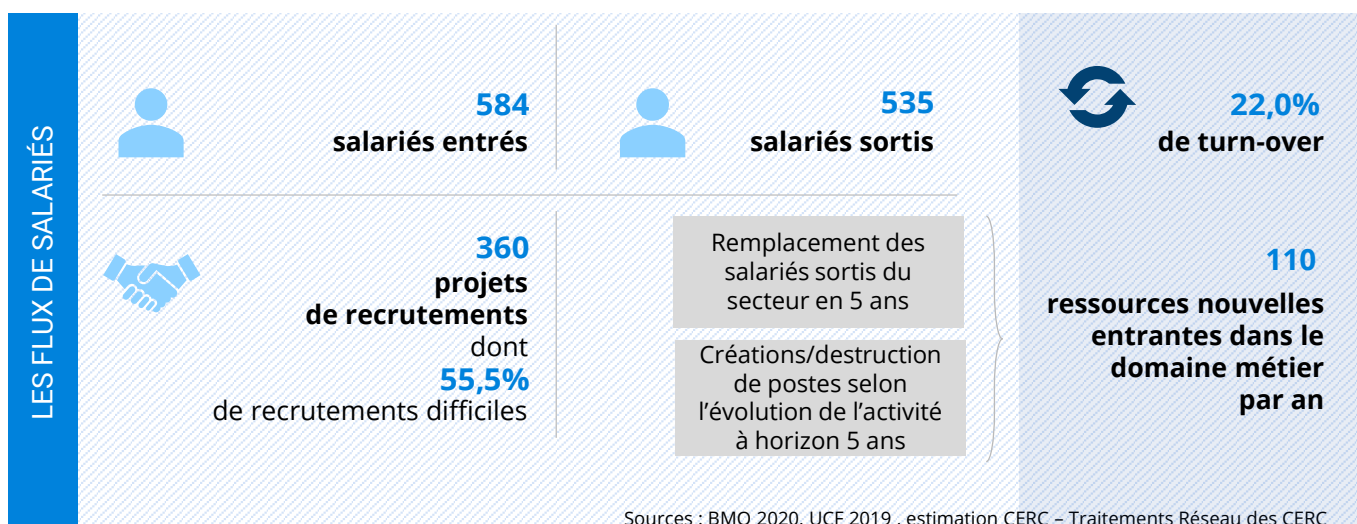 LES FLUX DE SALARIÉS
584
salariés entrés
535
salariés sortis
22,0%
de turn-over
360
projets
de recrutements
dont
55,5%
de recrutements difficiles
Remplacement des
salariés sortis du
secteur en 5 ans
Créations/destruction
de postes selon
l’évolution de l’activité
à horizon 5 ans
110
ressources nouvelles
entrantes dans le
domaine métier
par an
Sources : BMO 2020, UCF 2019 , estimation CERC – Traitements Réseau des CERC